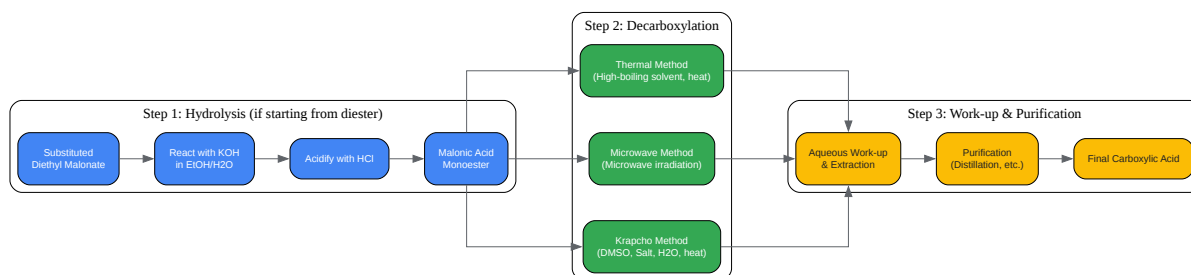 Step 1: Hydrolysis (if starting from diester)
Substituted
Diethyl Malonate
React with KOH
in EtOH/H2O
Acidify with HCl
Malonic Acid
Monoester
Step 2: Decarboxylation
Thermal Method
(High-boiling solvent, heat)
Microwave Method
(Microwave irradiation)
Krapcho Method
(DMSO, Salt, H2O, heat)
Step 3: Work-up & Purification
Aqueous Work-up
& Extraction
Purification
(Distillation, etc.)
Final Carboxylic Acid